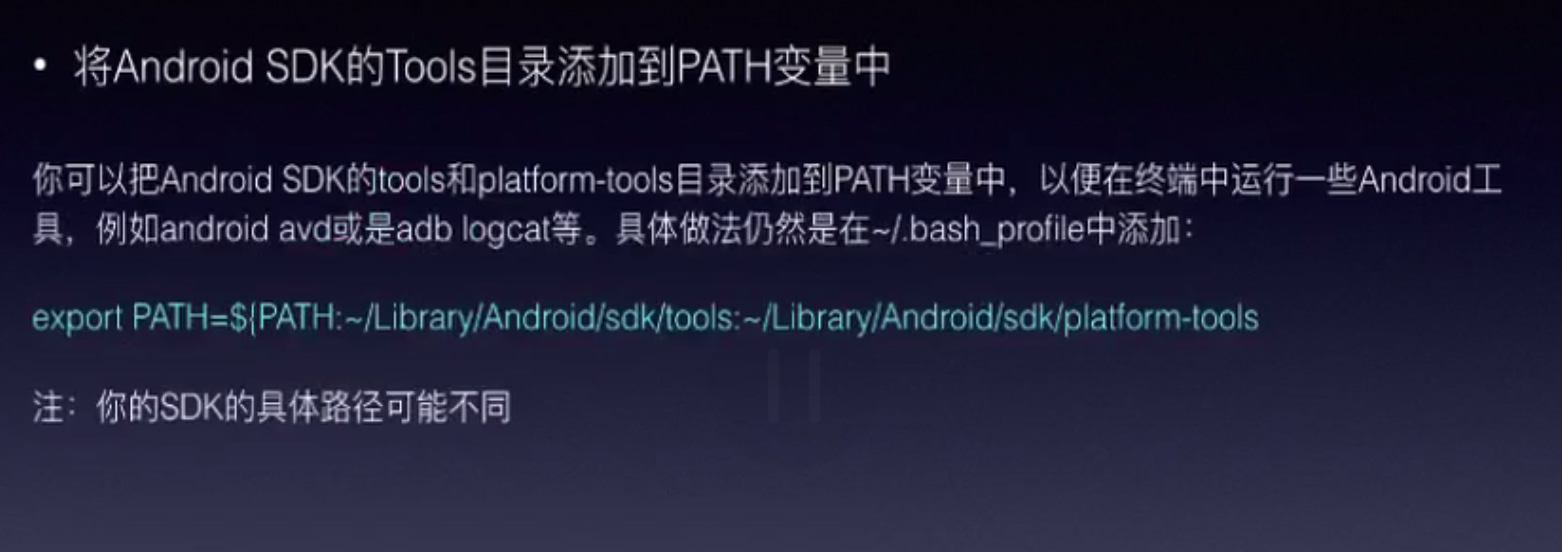 • 将Android SDK的Tools目录添加到PATH变量中
你可以把Android SDK的tools和platform-tools目录添加到PATH变量中，以便在终端中运行一些Android工
具，例如android avd或是adb logcat等。具体做法仍然是在~/.bash_profile中添加：
export PATH=${PATH:~/Library/Android/sdk/tools:~/Library/Android/sdk/platform-tools
注：你的SDK的具体路径可能不同